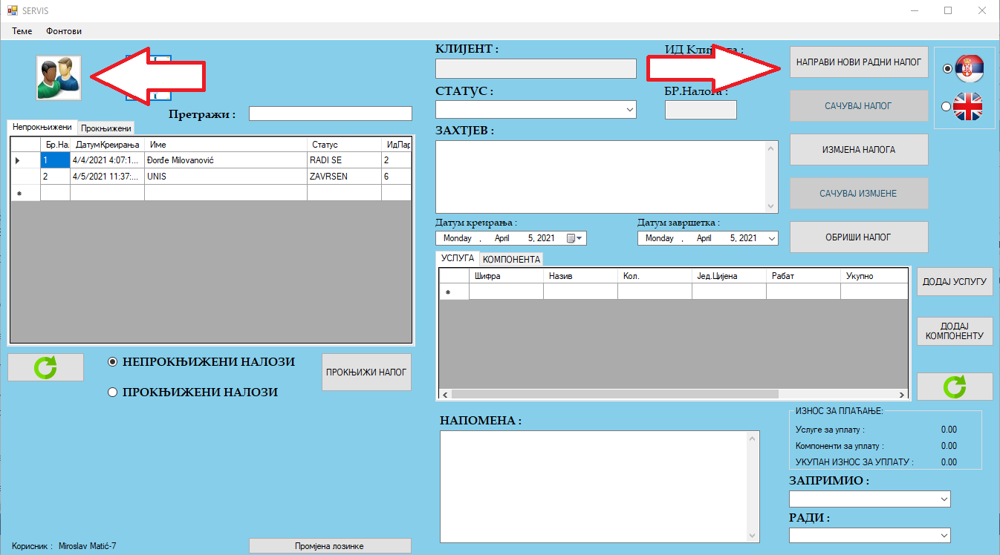 SERVIS
Теме Фонтови
Претражи :
Непрокњижени Прокњижени
Бр.На. ДатумКреирања Име Статус ИдПар
1 4/4/2021 4:07:1... Đorđe Milovanović RADI SE 2
2 4/5/2021 11:37:... UNIS ZAVRSEN 6
НЕПРОКЊИЖЕНИ НАЛОЗИ
ПРОКЊИЖЕНИ НАЛОЗИ
ПРОКЊИЖИ НАЛОГ
Корисник : Miroslav Matić-7
Промјена лозинке
КЛИЈЕНТ :
СТАТУС :
БР.Налога :
ЗАХТЈЕВ :
Датум креирања : Датум завршетка :
Monday , April 5, 2021 Monday , April 5, 2021
УСЛУГА КОМПОНЕНТА
Шифра Назив Кол. Јед.Цијена Рабат Укупно
НАПОМЕНА :
НАПРАВИ НОВИ РАДНИ НАЛОГ
САЧУВАЈ НАЛОГ
ИЗМЈЕНА НАЛОГА
САЧУВАЈ ИЗМЈЕНЕ
ОБРИШИ НАЛОГ
ДОДАЈ УСЛУГУ
ДОДАЈ
КОМПОНЕНТУ
ИЗНОС ЗА ПЛАЋАЊЕ:
Услуге за уплату : 0.00
Компоненти за уплату : 0.00
УКУПАН ИЗНОС ЗА УПЛАТУ : 0.00
ЗАПРИМИО :
РАДИ :